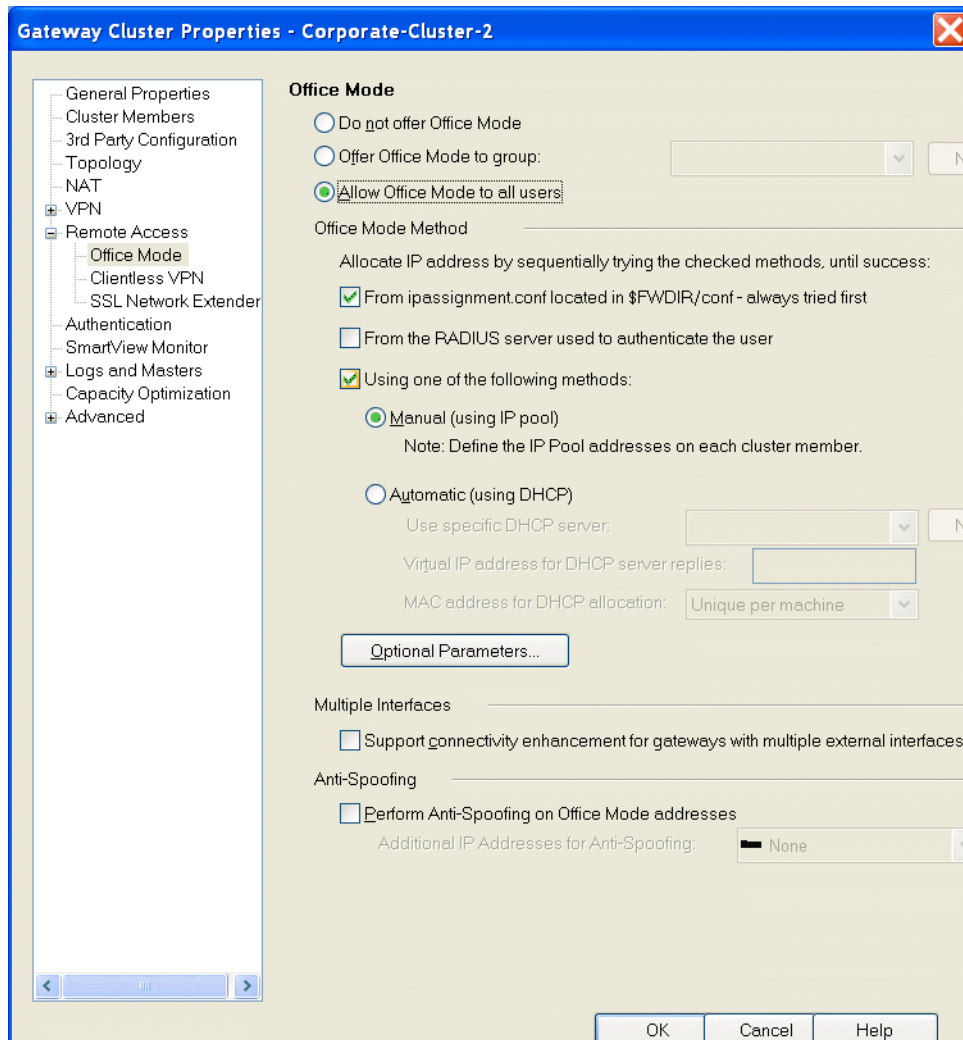 Gateway Cluster Properties - Corporate-Cluster-2
General Properties
Cluster Members
3rd Party Configuration
Topology
NAT
VPN
Remote Access
Office Mode
Clientless VPN
SSL Network Extender
Authentication
SmartView Monitor
Logs and Masters
Capacity Optimization
Advanced
Office Mode
Do not offer Office Mode
Offer Office Mode to group:
N
Allow Office Mode to all users
Office Mode Method
Allocate IP address by sequentially trying the checked methods, until success:
From ipassignment.conf located in $FWDIR/conf - always tried first
From the RADIUS server used to authenticate the user
Using one of the following methods:
Manual (using IP pool)
Note: Define the IP Pool addresses on each cluster member.
Automatic (using DHCP)
Use specific DHCP server:
N
Virtual IP address for DHCP server replies:
MAC address for DHCP allocation:
Unique per machine
Optional Parameters...
Multiple Interfaces
Support connectivity enhancement for gateways with multiple external interfaces
Anti-Spoofing
Perform Anti-Spoofing on Office Mode addresses
Additional IP Addresses for Anti-Spoofing:
None
OK
Cancel
Help